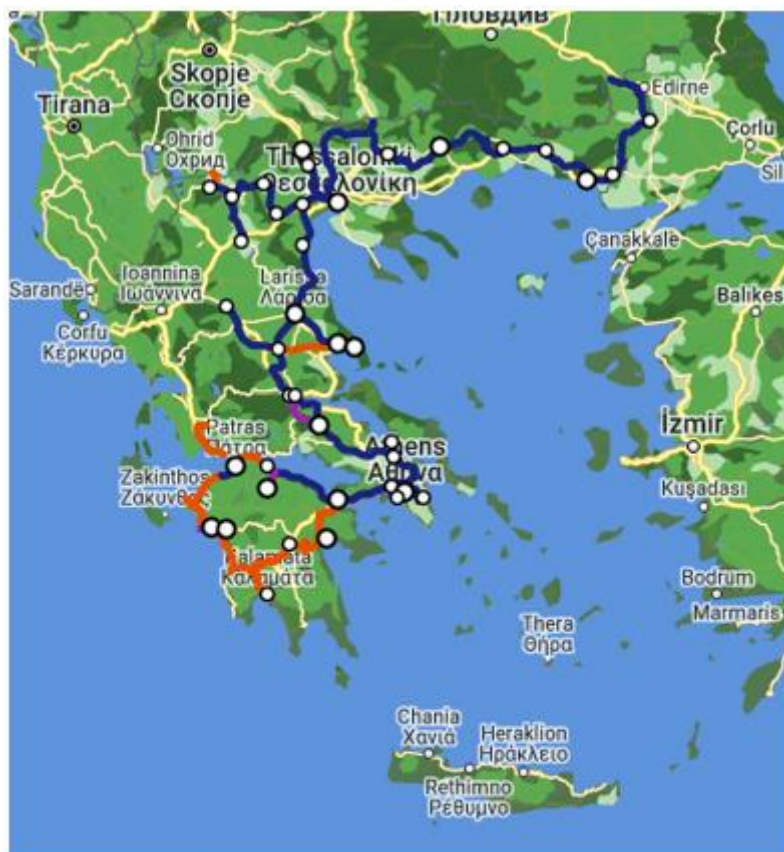 Пловдив
Edirne
Skopje
Скопје
Tirana
Çorlu
Sil
Ohrid
Охрид
Thessaloniki
Θεσσαλονίκη
Çanakkale
Ioannina
Ιωάννινα
Larissa
Λάρισα
Sarandë
Balıkes
Corfu
Κέρκυρα
Patras
Πάτρα
Athens
Αθήνα
İzmir
Zakinthos
Ζάκυνθος
Kuşadası
Kalamata
Καλαμάτα
Bodrum
Marmaris
Thera
Θήρα
Chania
Χανιά
Heraklion
Ηράκλειο
Rethimno
Ρέθυμνο